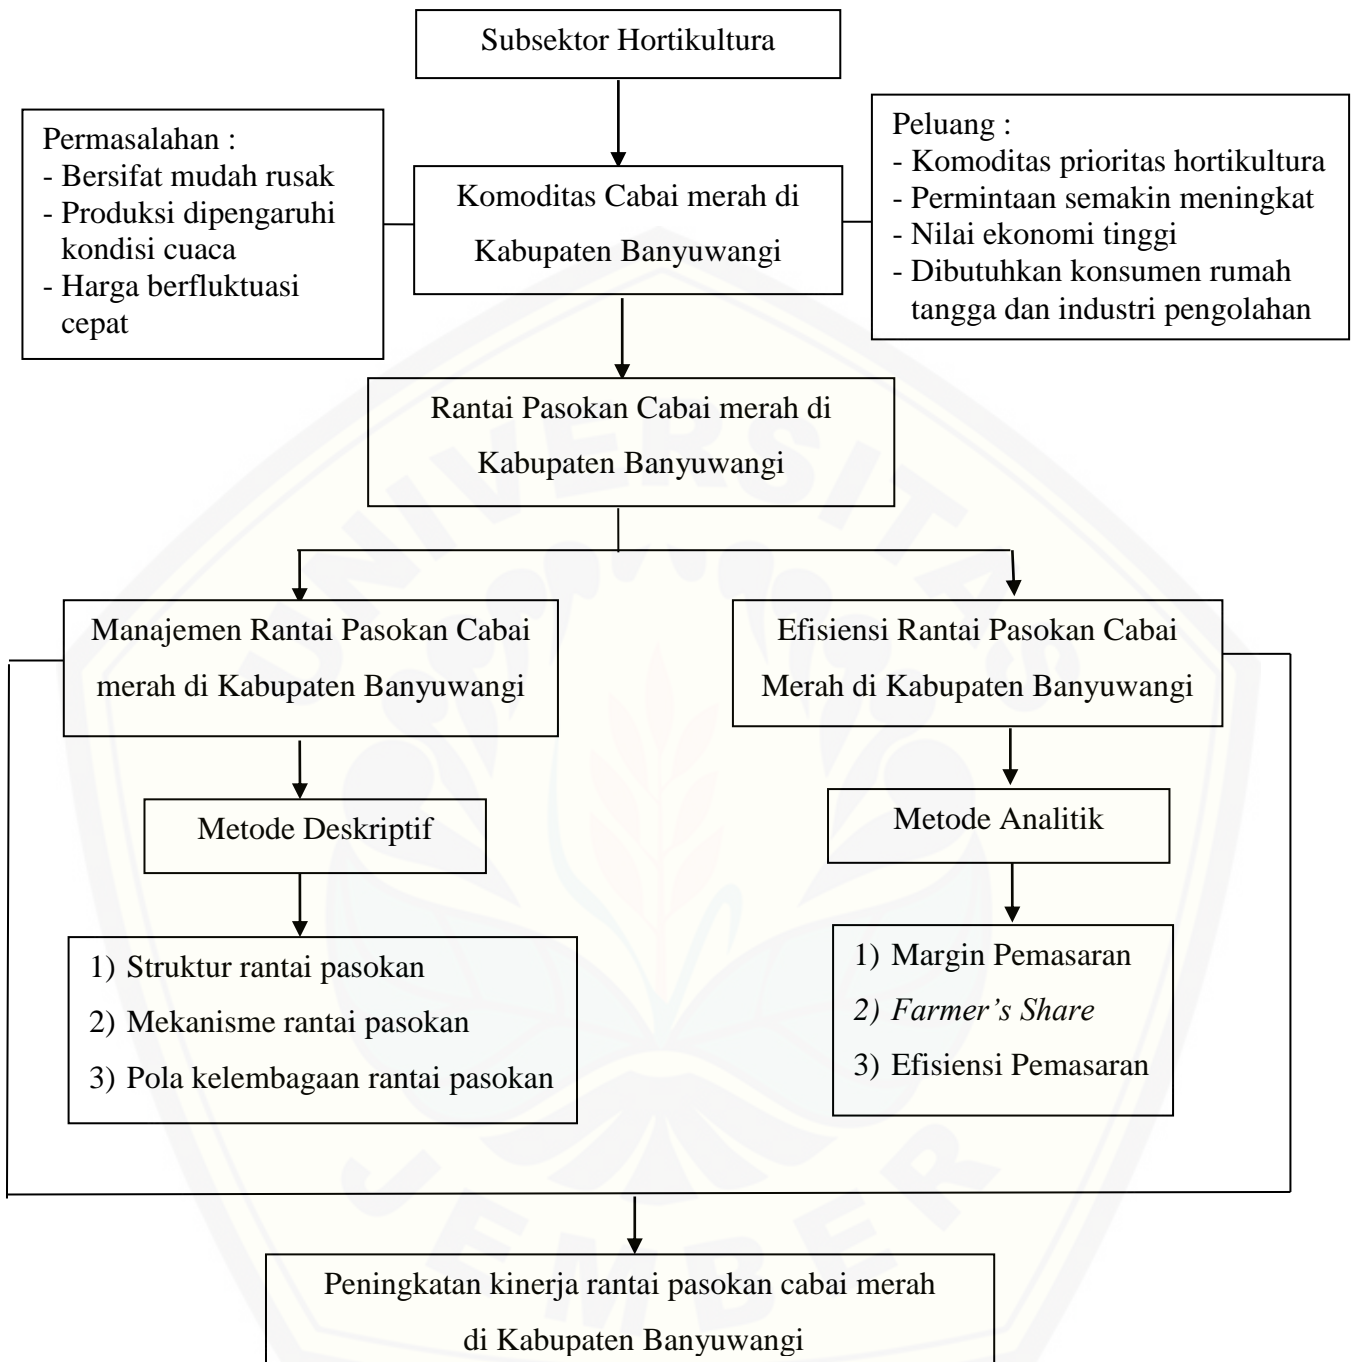 Subsektor Hortikultura
Permasalahan :
- Bersifat mudah rusak
- Produksi dipengaruhi
kondisi cuaca
- Harga berfluktuasi
cepat
Komoditas Cabai merah di
Kabupaten Banyuwangi
Peluang :
- Komoditas prioritas hortikultura
- Permintaan semakin meningkat
- Nilai ekonomi tinggi
- Dibutuhkan konsumen rumah
tangga dan industri pengolahan
Rantai Pasokan Cabai merah di
Kabupaten Banyuwangi
Manajemen Rantai Pasokan Cabai
merah di Kabupaten Banyuwangi
Efisiensi Rantai Pasokan Cabai
Merah di Kabupaten Banyuwangi
Metode Deskriptif
Metode Analitik
1) Struktur rantai pasokan
2) Mekanisme rantai pasokan
3) Pola kelembagaan rantai pasokan
1) Margin Pemasaran
2) Farmer’s Share
3) Efisiensi Pemasaran
Peningkatan kinerja rantai pasokan cabai merah
di Kabupaten Banyuwangi
UNIVERSITAS
JEMBER